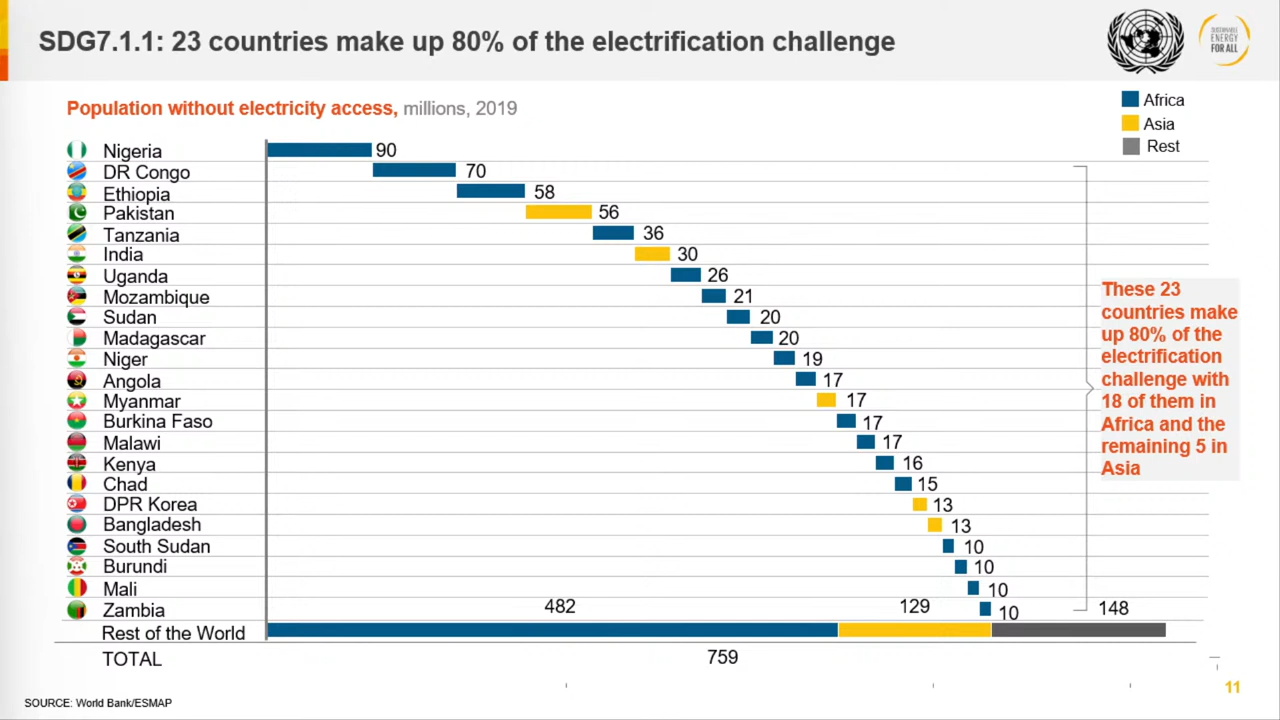 SDG7.1.1: 23 countries make up 80% of the electrification challenge
SUSTAINABLE
ENERGY
FOR ALL
Population without electricity access, millions, 2019
Africa
Asia
Rest
Nigeria 90
DR Congo 70
Ethiopia 58
Pakistan 56
Tanzania 36
India 30
Uganda 26
Mozambique 21
Sudan 20
Madagascar 20
Niger 19
Angola 17
Myanmar 17
Burkina Faso 17
Malawi 17
Kenya 16
Chad 15
DPR Korea 13
Bangladesh 13
South Sudan 10
Burundi 10
Mali 10
Zambia 10
482 129 148
Rest of the World
TOTAL 759
These 23
countries make
up 80% of the
electrification
challenge with
18 of them in
Africa and the
remaining 5 in
Asia
SOURCE: World Bank/ESMAP
11